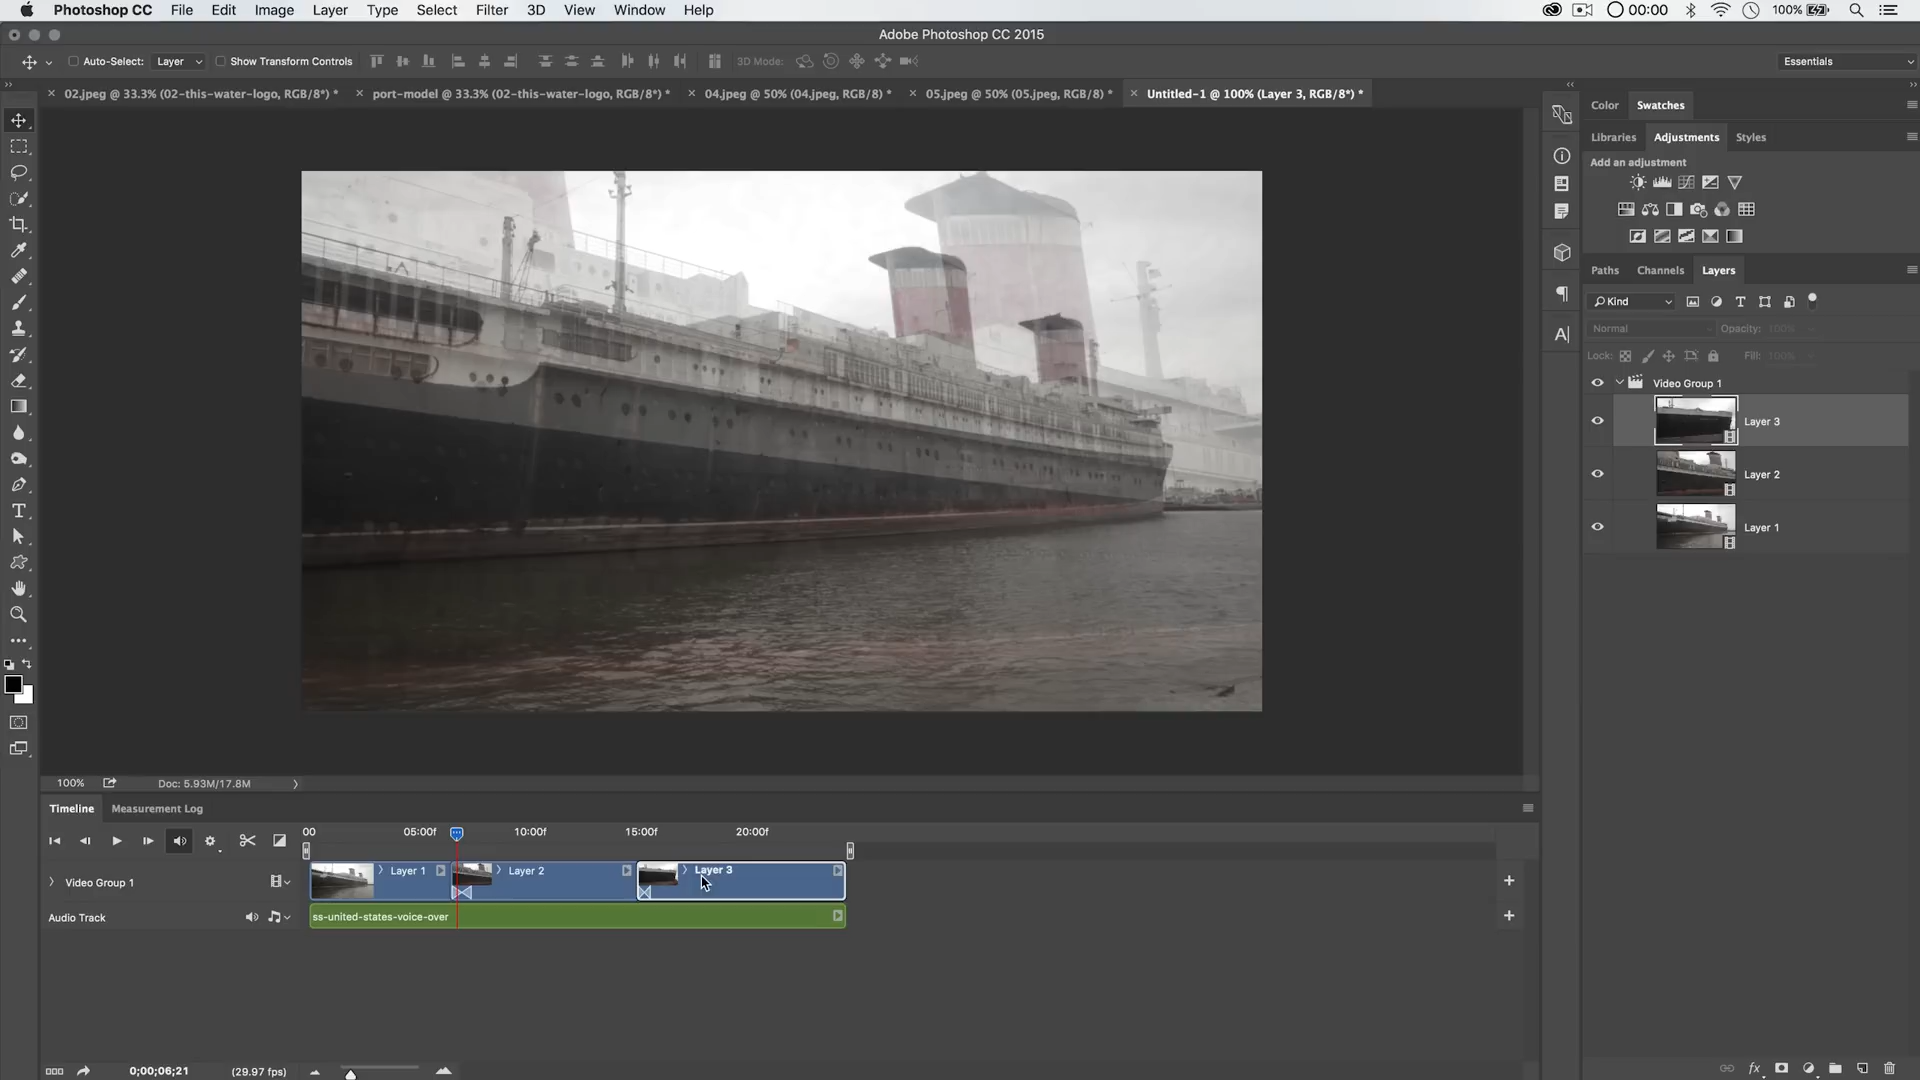 Photoshop CC File Edit Image Layer Type Select Filter 3D View Window Help 00:00 100%
Adobe Photoshop CC 2015
Auto-Select: Layer Show Transform Controls 3D Mode: Essentials
02.jpeg @ 33.3% (02-this-water-logo, RGB/8*) * port-model @ 33.3% (02-this-water-logo, RGB/8*) * 04.jpeg @ 50% (04.jpeg, RGB/8) * 05.jpeg @ 50% (05.jpeg, RGB/8) * Untitled-1 @ 100% (Layer 3, RGB/8*) *
Color Swatches
Libraries Adjustments Styles
Add an adjustment
Paths Channels Layers
Kind
Normal Opacity: 100%
Lock: Fill: 100%
Video Group 1
Layer 3
Layer 2
Layer 1
100% Doc: 5.93M/17.8M
Timeline Measurement Log
00 05:00f 10:00f 15:00f 20:00f
Video Group 1 Layer 1 Layer 2 Layer 3
Audio Track ss-united-states-voice-over
0;00;06;21 (29.97 fps)